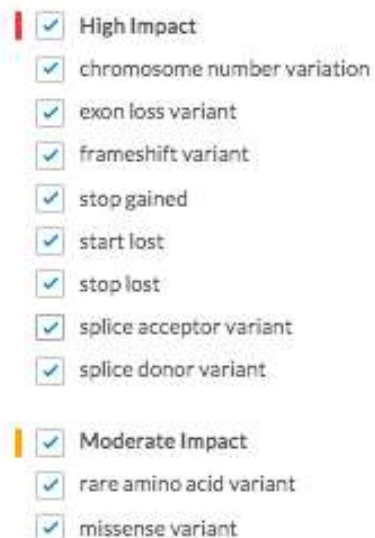 High Impact
chromosome number variation
exon loss variant
frameshift variant
stop gained
start lost
stop lost
splice acceptor variant
splice donor variant
Moderate Impact
rare amino acid variant
missense variant